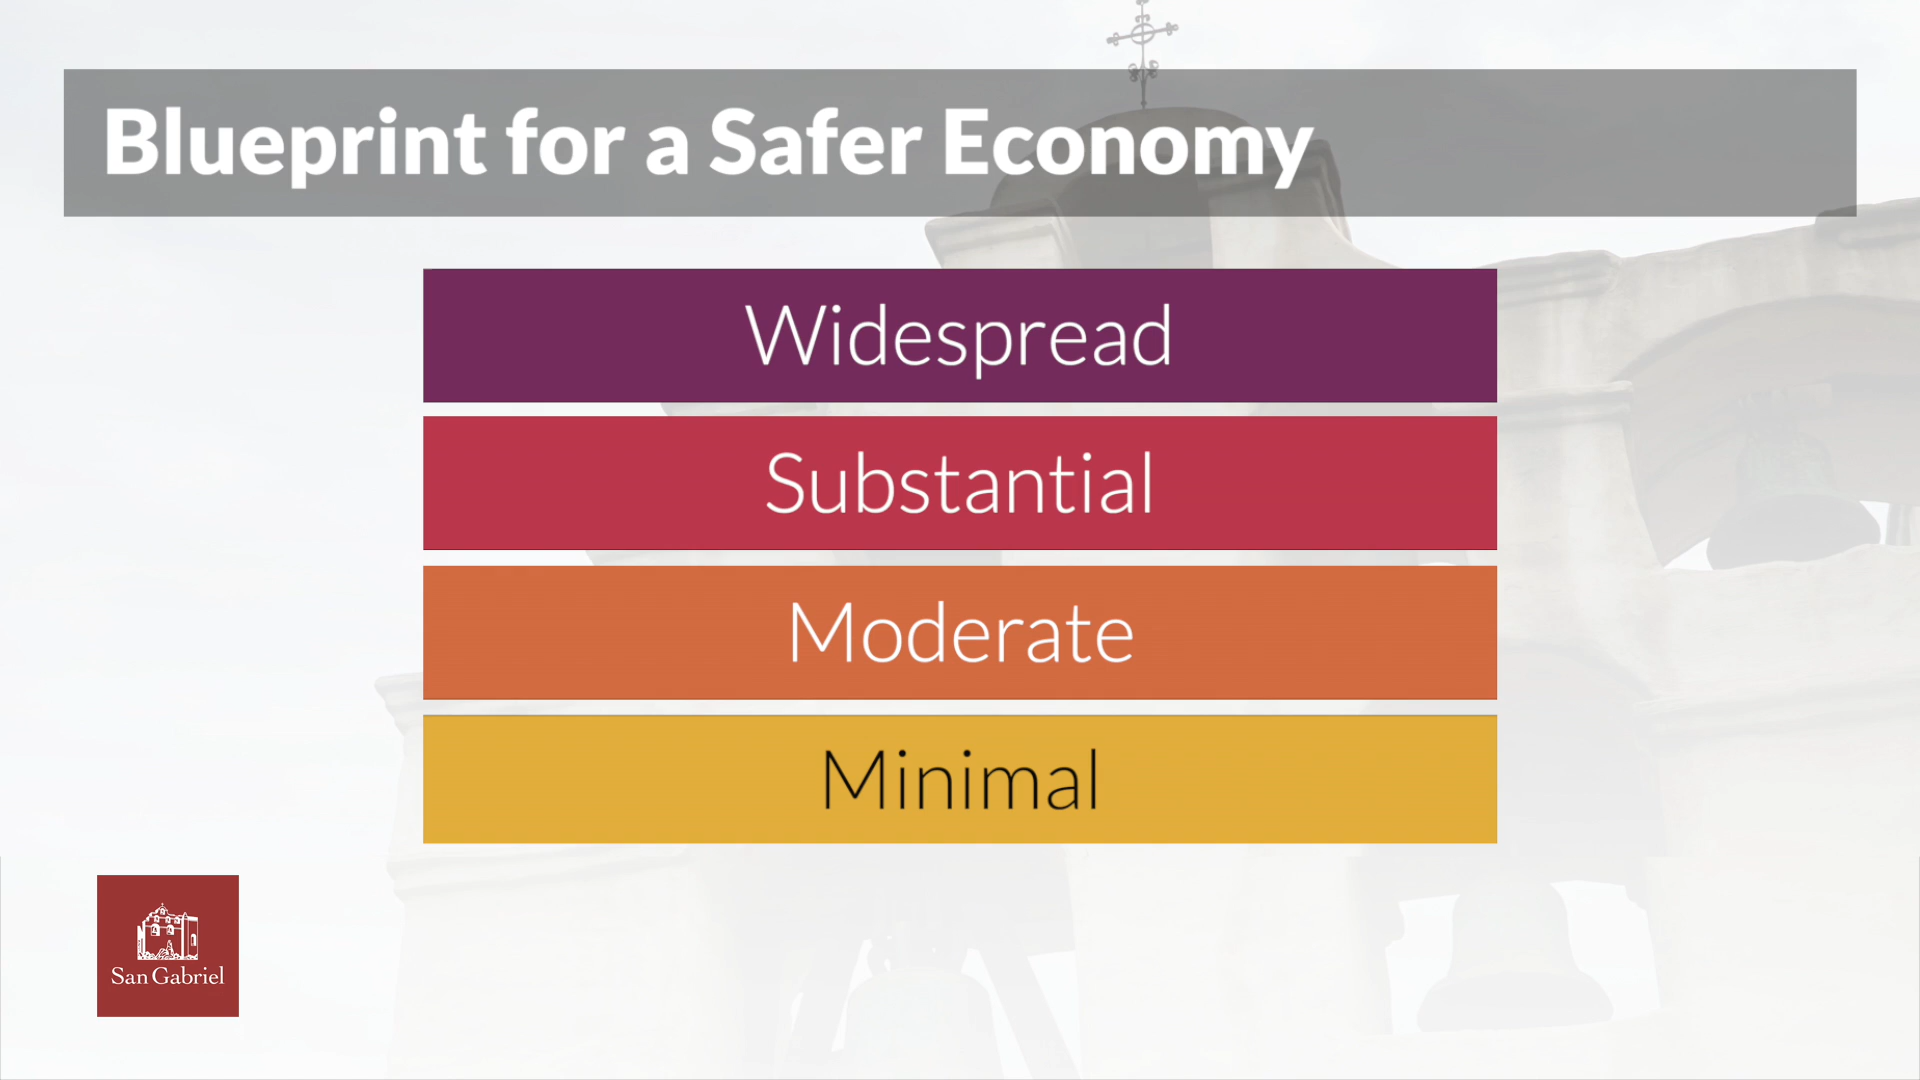 Blueprint for a Safer Economy
Widespread
Substantial
Moderate
Minimal
San Gabriel